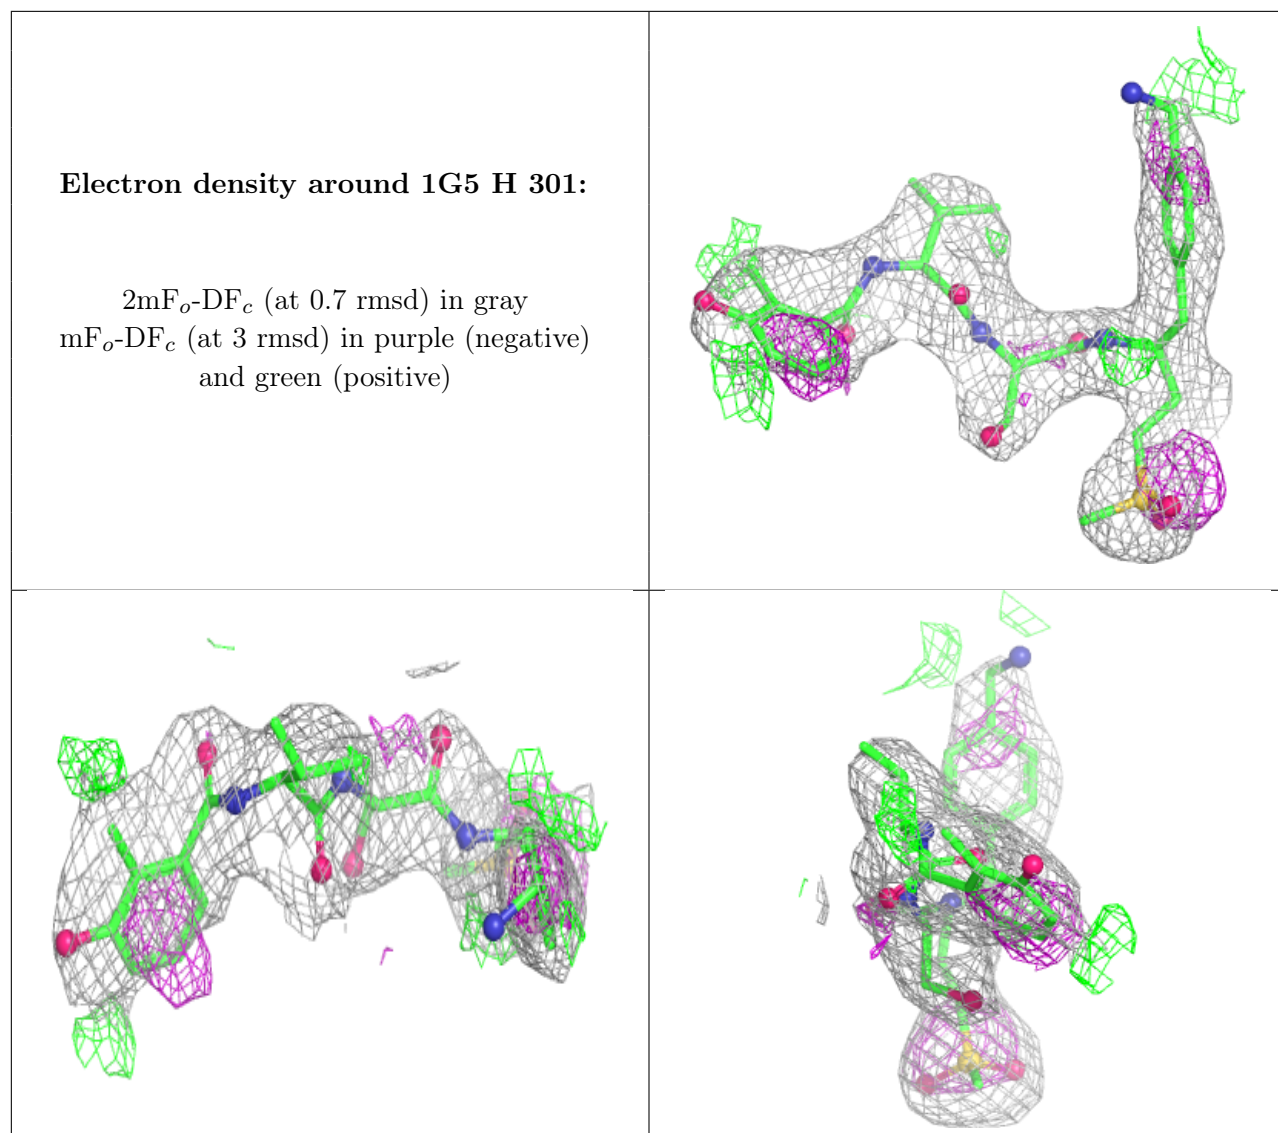 Electron density around 1G5 H 301:
2mFₒ-DF𝒸 (at 0.7 rmsd) in gray
mFₒ-DF𝒸 (at 3 rmsd) in purple (negative)
and green (positive)